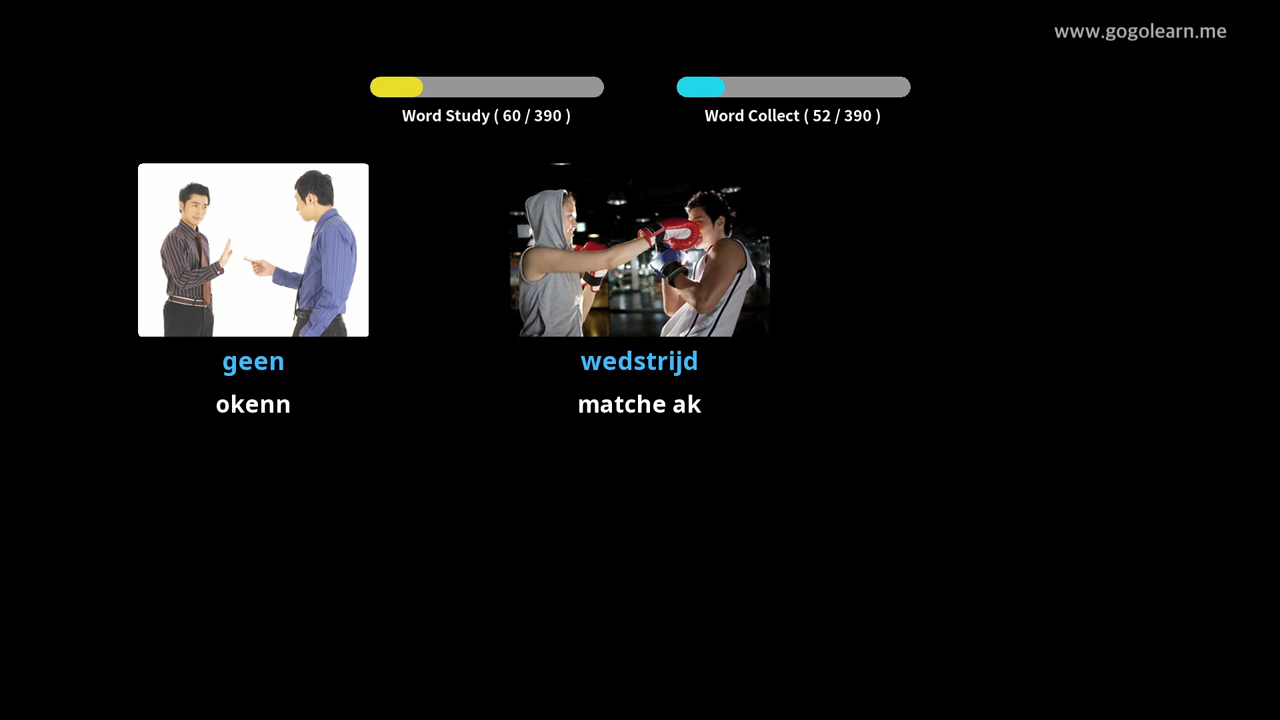 www.gogolearn.me
Word Study ( 60 / 390 )
Word Collect ( 52 / 390 )
geen
okenn
wedstrijd
matche ak